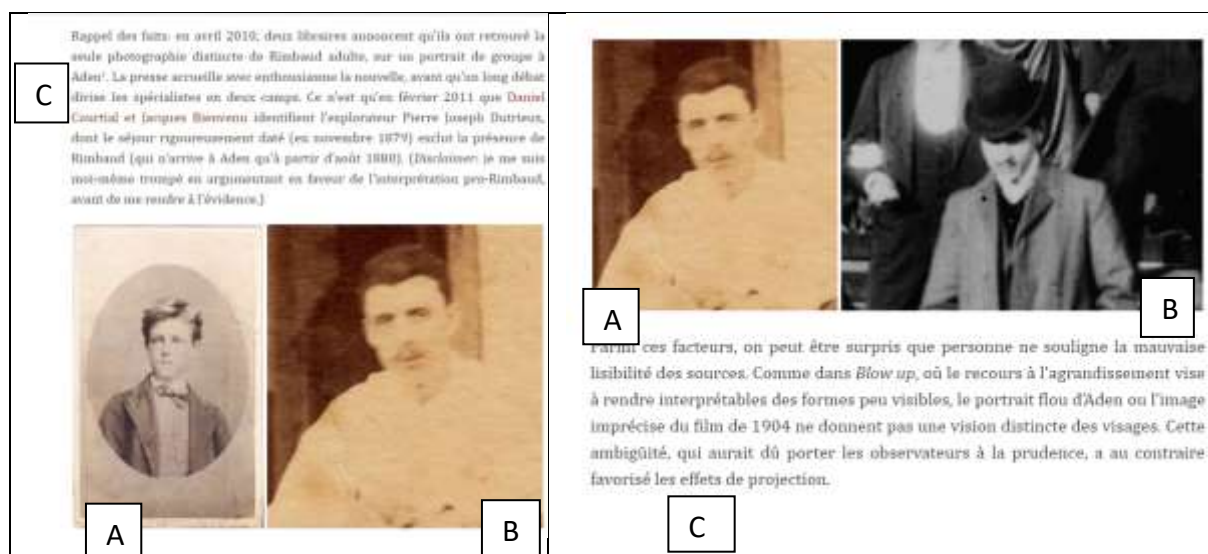 Rappel des faits: en avril 2010, deux libraires annoncent qu'ils ont retrouvé la
seule photographie distincte de Rimbaud adulte, sur un portrait de groupe à
Aden¹. La presse accueille avec enthousiasme la nouvelle, avant qu'un long débat
C
divise les spécialistes en deux camps. Ce n'est qu'en février 2011 que Daniel
Courtial et Jacques Bienvenu identifient l'explorateur Pierre Joseph Dutrieux,
dont le séjour rigoureusement daté (en novembre 1879) exclut la présence de
Rimbaud (qui n'arrive à Aden qu'à partir d'août 1880). (Disclaimer: je me suis
moi-même trompé en argumentant en faveur de l'interprétation pro-Rimbaud,
avant de me rendre à l'évidence.)
A
B
A
B
Parmi ces facteurs, on peut être surpris que personne ne souligne la mauvaise
lisibilité des sources. Comme dans Blow up, où le recours à l'agrandissement vise
à rendre interprétables des formes peu visibles, le portrait flou d'Aden ou l'image
imprécise du film de 1904 ne donnent pas une vision distincte des visages. Cette
ambigüité, qui aurait dû porter les observateurs à la prudence, a au contraire
favorisé les effets de projection.
C